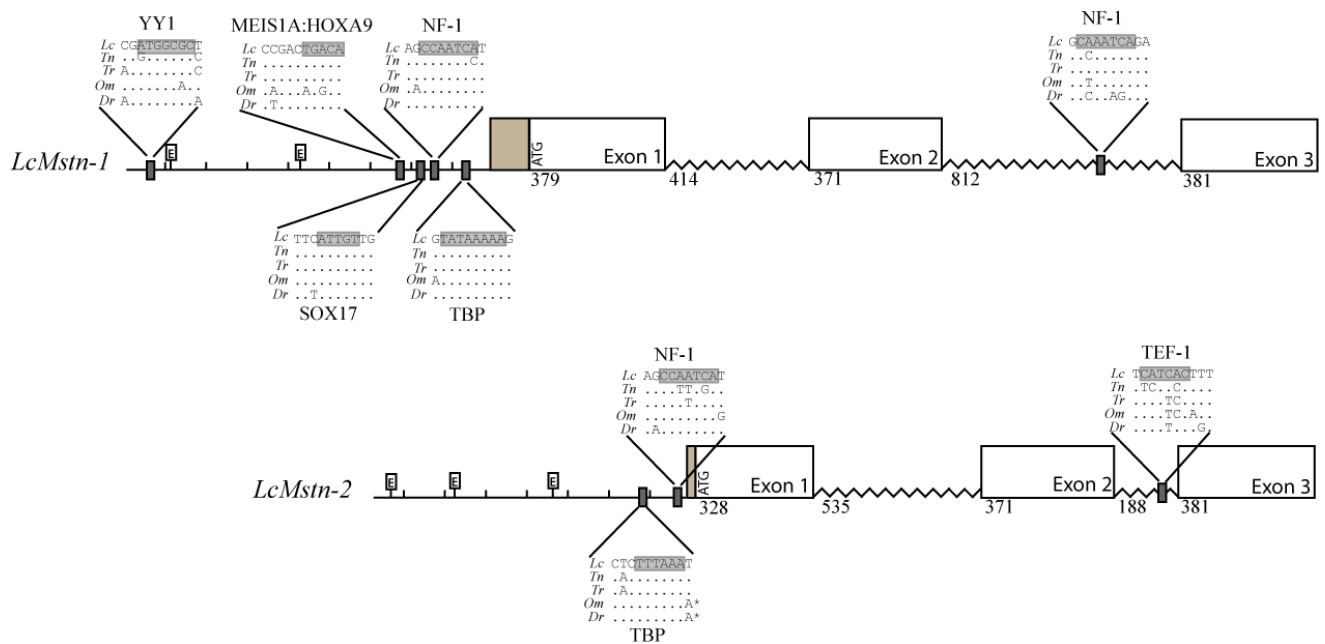 YY1
Lc CGATGGCGCT
Tn ..G......C
Tr A........C
Om .......A..
Dr A........A
MEIS1A:HOXA9
Lc CCGACTGACA
Tn ..........
Tr ..........
Om .A...A.G..
Dr .T........
NF-1
Lc AGCCAATCAT
Tn ........C.
Tr ..........
Om .A........
Dr ..........
NF-1
Lc GCAAATCAGA
Tn ..C.......
Tr ..........
Om ..T.......
Dr ..C..AG...
LcMstn-1
E
E
ATG
Exon 1
Exon 2
Exon 3
379
414
371
812
381
Lc TTCATTGTTG
Tn ..........
Tr ..........
Om ..........
Dr ..T.......
SOX17
Lc GTATAAAAAG
Tn ..........
Tr ..........
Om A.........
Dr ..........
TBP
NF-1
Lc AGCCAATCAT
Tn ....TT.G..
Tr .....T....
Om .........G
Dr .A........
TEF-1
Lc TCATCACTTT
Tn .TC..C....
Tr ....TC....
Om ....TC.A..
Dr ....T...G.
LcMstn-2
E
E
E
ATG
Exon 1
Exon 2
Exon 3
328
535
371
188
381
Lc CTCTTTAAAT
Tn .A........
Tr .A........
Om .........A*
Dr .........A*
TBP